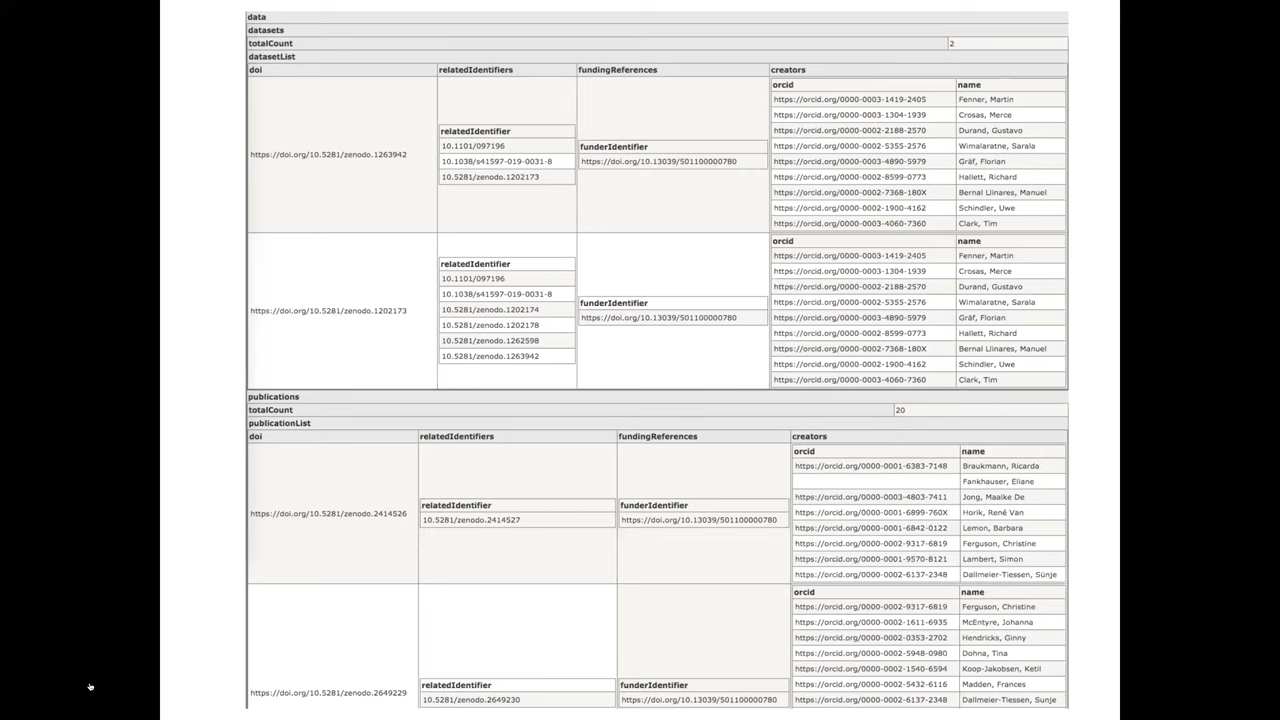 data
datasets
totalCount 2
datasetList
doi relatedIdentifiers fundingReferences creators
https://doi.org/10.5281/zenodo.1263942
relatedIdentifier
10.1101/097196
10.1038/s41597-019-0031-8
10.5281/zenodo.1202173
funderIdentifier
https://doi.org/10.13039/501100000780
orcid name
https://orcid.org/0000-0003-1419-2405 Fenner, Martin
https://orcid.org/0000-0003-1304-1939 Crosas, Merce
https://orcid.org/0000-0002-2188-2570 Durand, Gustavo
https://orcid.org/0000-0002-5355-2576 Wimalaratne, Sarala
https://orcid.org/0000-0003-4890-5979 Gräf, Florian
https://orcid.org/0000-0002-8599-0773 Hallett, Richard
https://orcid.org/0000-0002-7368-180X Bernal Llinares, Manuel
https://orcid.org/0000-0002-1900-4162 Schindler, Uwe
https://orcid.org/0000-0003-4060-7360 Clark, Tim
https://doi.org/10.5281/zenodo.1202173
relatedIdentifier
10.1101/097196
10.1038/s41597-019-0031-8
10.5281/zenodo.1202174
10.5281/zenodo.1202178
10.5281/zenodo.1262598
10.5281/zenodo.1263942
funderIdentifier
https://doi.org/10.13039/501100000780
orcid name
https://orcid.org/0000-0003-1419-2405 Fenner, Martin
https://orcid.org/0000-0003-1304-1939 Crosas, Merce
https://orcid.org/0000-0002-2188-2570 Durand, Gustavo
https://orcid.org/0000-0002-5355-2576 Wimalaratne, Sarala
https://orcid.org/0000-0003-4890-5979 Gräf, Florian
https://orcid.org/0000-0002-8599-0773 Hallett, Richard
https://orcid.org/0000-0002-7368-180X Bernal Llinares, Manuel
https://orcid.org/0000-0002-1900-4162 Schindler, Uwe
https://orcid.org/0000-0003-4060-7360 Clark, Tim
publications
totalCount 20
publicationList
doi relatedIdentifiers fundingReferences creators
https://doi.org/10.5281/zenodo.2414526
relatedIdentifier
10.5281/zenodo.2414527
funderIdentifier
https://doi.org/10.13039/501100000780
orcid name
https://orcid.org/0000-0001-6383-7148 Braukmann, Ricarda
Fankhauser, Eliane
https://orcid.org/0000-0003-4803-7411 Jong, Maaike De
https://orcid.org/0000-0001-6899-760X Horik, René Van
https://orcid.org/0000-0001-6842-0122 Lemon, Barbara
https://orcid.org/0000-0002-9317-6819 Ferguson, Christine
https://orcid.org/0000-0001-9570-8121 Lambert, Simon
https://orcid.org/0000-0002-6137-2348 Dallmeier-Tiessen, Sünje
https://doi.org/10.5281/zenodo.2649229
relatedIdentifier
10.5281/zenodo.2649230
funderIdentifier
https://doi.org/10.13039/501100000780
orcid name
https://orcid.org/0000-0002-9317-6819 Ferguson, Christine
https://orcid.org/0000-0002-1611-6935 McEntyre, Johanna
https://orcid.org/0000-0002-0353-2702 Hendricks, Ginny
https://orcid.org/0000-0002-5948-0980 Dohna, Tina
https://orcid.org/0000-0002-1540-6594 Koop-Jakobsen, Ketil
https://orcid.org/0000-0002-5432-6116 Madden, Frances
https://orcid.org/0000-0002-6137-2348 Dallmeier-Tiessen, Sunje